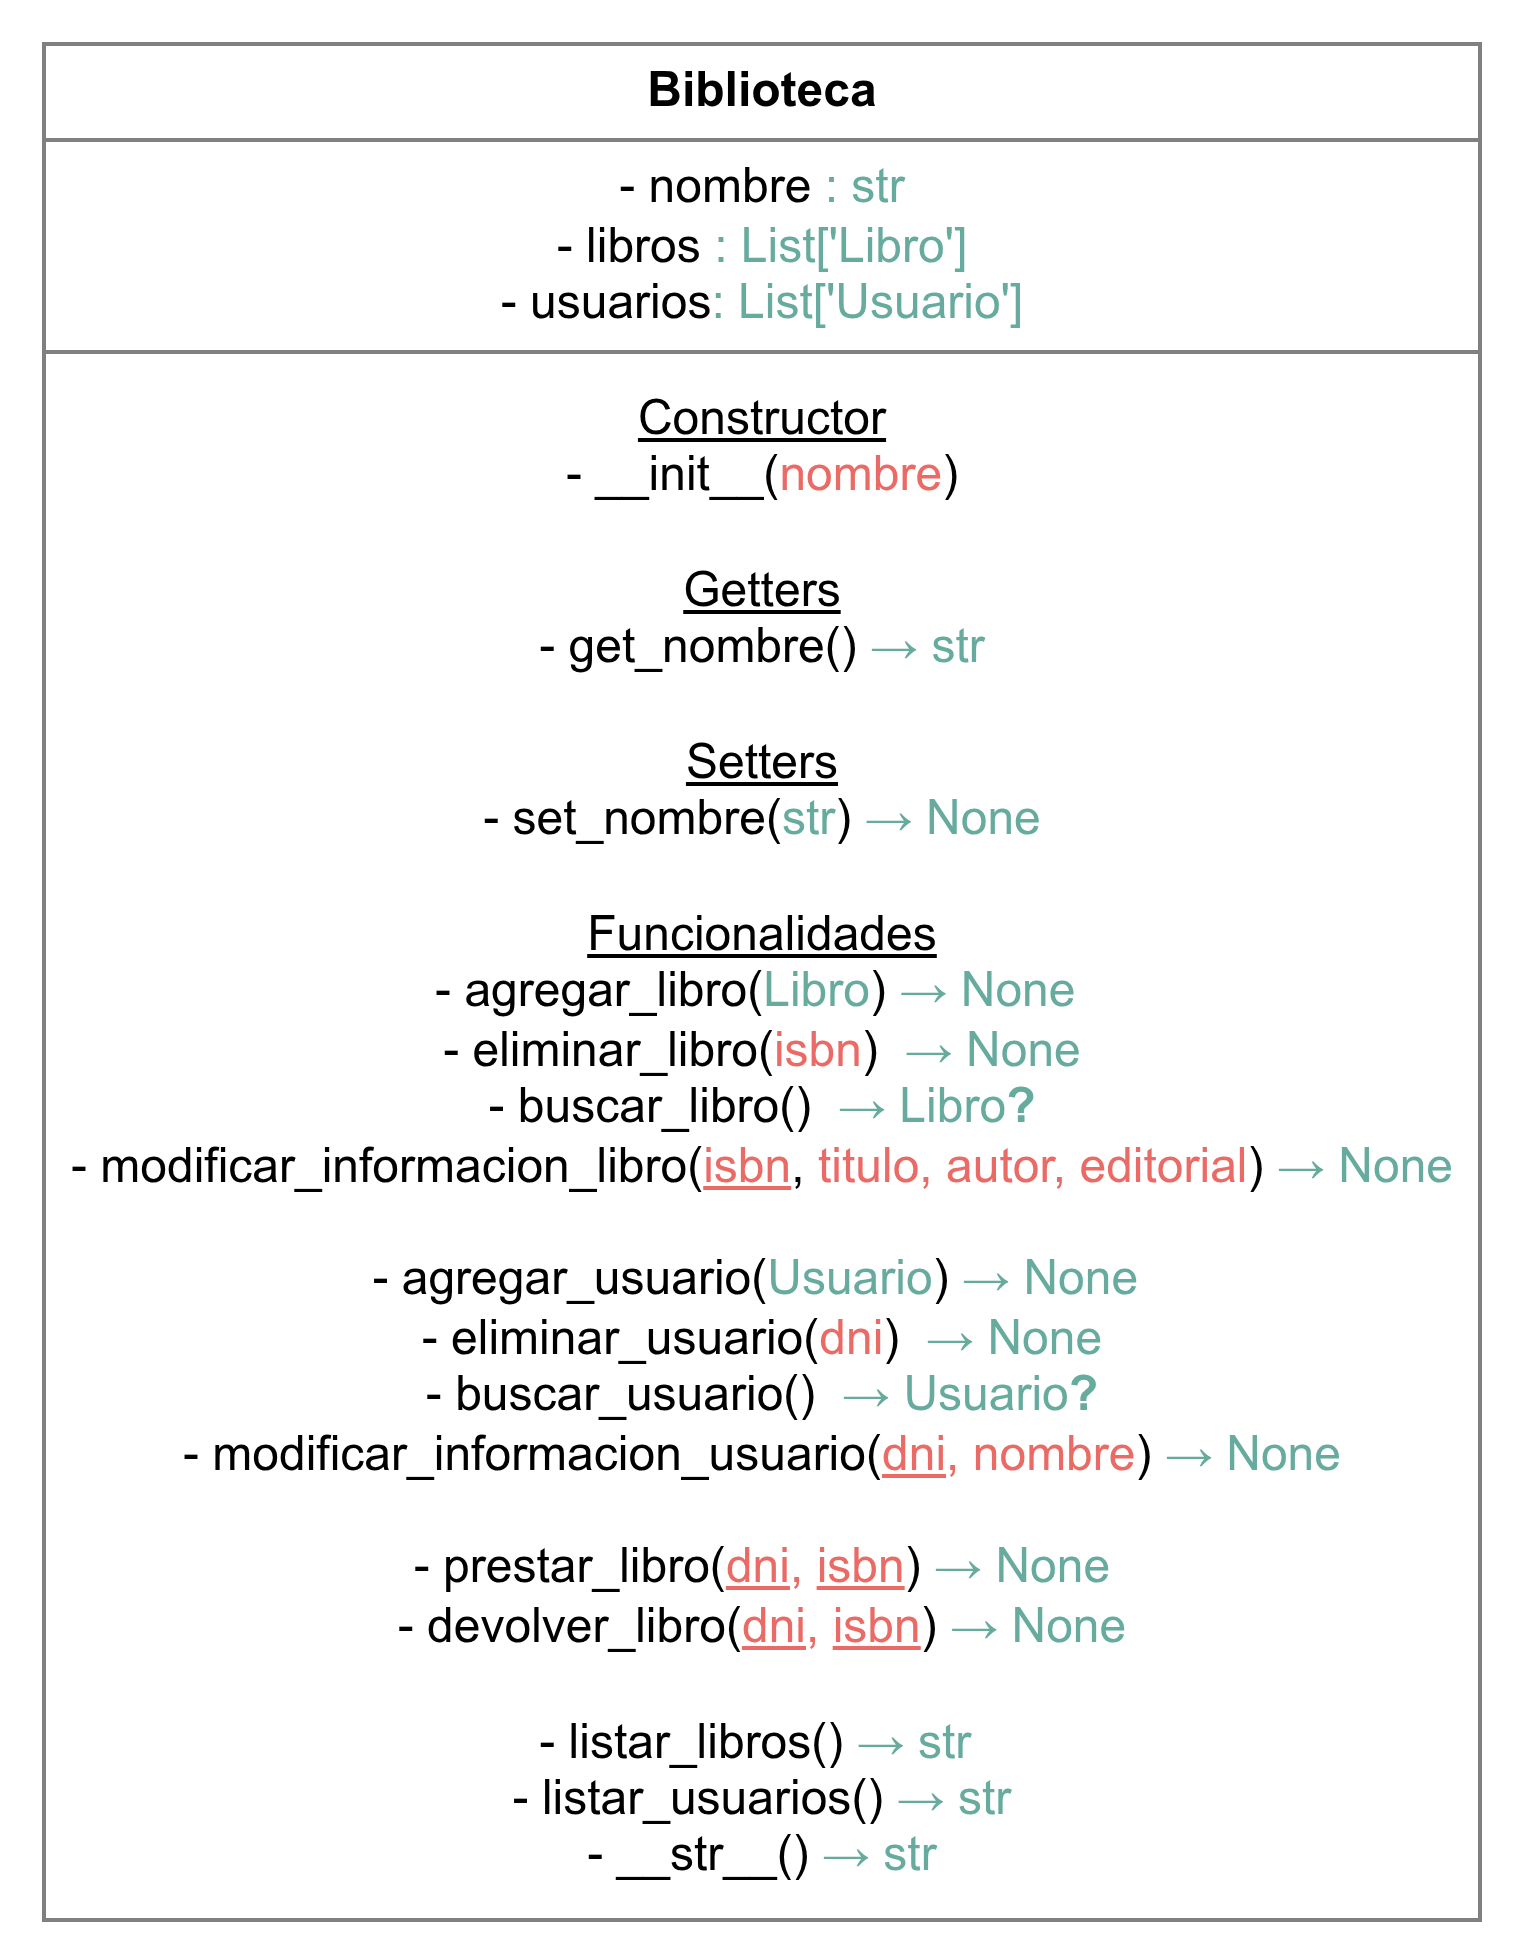 Biblioteca
- nombre : str
- libros : List['Libro']
- usuarios: List['Usuario']
Constructor
- __init__(nombre)
Getters
- get_nombre() → str
Setters
- set_nombre(str) → None
Funcionalidades
- agregar_libro(Libro) → None
- eliminar_libro(isbn) → None
- buscar_libro() → Libro?
- modificar_informacion_libro(isbn, titulo, autor, editorial) → None
- agregar_usuario(Usuario) → None
- eliminar_usuario(dni) → None
- buscar_usuario() → Usuario?
- modificar_informacion_usuario(dni, nombre) → None
- prestar_libro(dni, isbn) → None
- devolver_libro(dni, isbn) → None
- listar_libros() → str
- listar_usuarios() → str
- __str__() → str